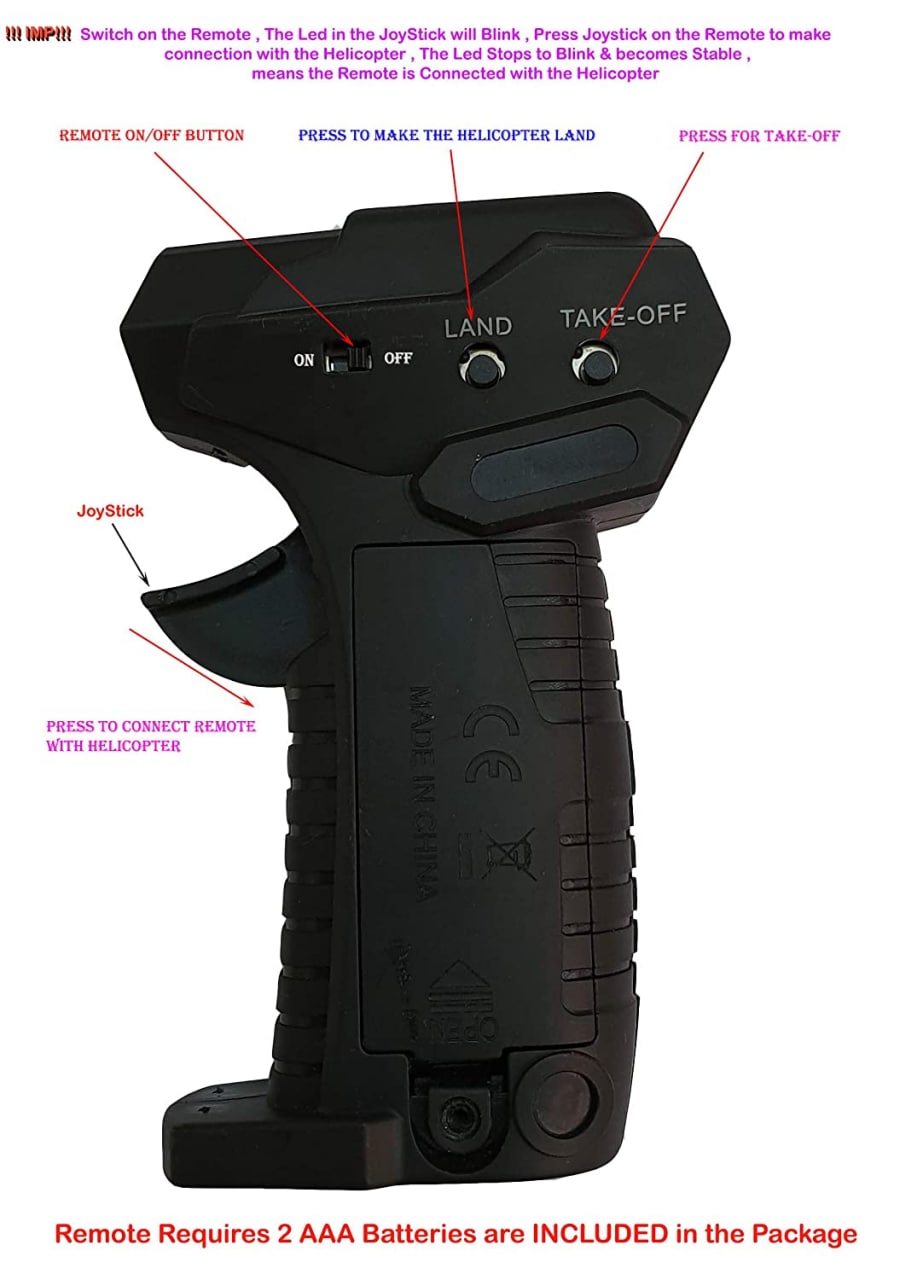 !!! IMP!!! Switch on the Remote , The Led in the JoyStick will Blink , Press Joystick on the Remote to make
connection with the Helicopter , The Led Stops to Blink & becomes Stable ,
means the Remote is Connected with the Helicopter
REMOTE ON/OFF BUTTON
PRESS TO MAKE THE HELICOPTER LAND
PRESS FOR TAKE-OFF
LAND
TAKE-OFF
ON
OFF
JoyStick
PRESS TO CONNECT REMOTE
WITH HELICOPTER
CE
MADE IN CHINA
OPEN
Remote Requires 2 AAA Batteries are INCLUDED in the Package